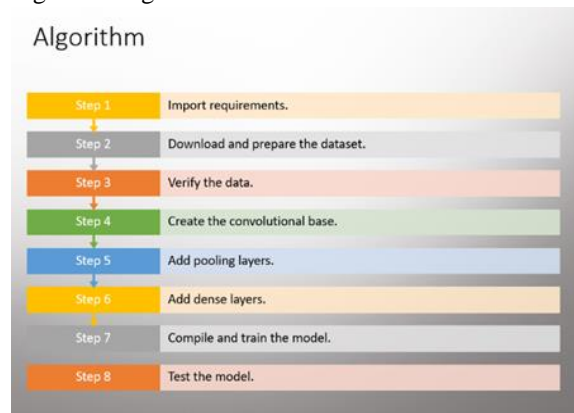 Algorithm
Step 1 Import requirements.
Step 2 Download and prepare the dataset.
Step 3 Verify the data.
Step 4 Create the convolutional base.
Step 5 Add pooling layers.
Step 6 Add dense layers.
Step 7 Compile and train the model.
Step 8 Test the model.